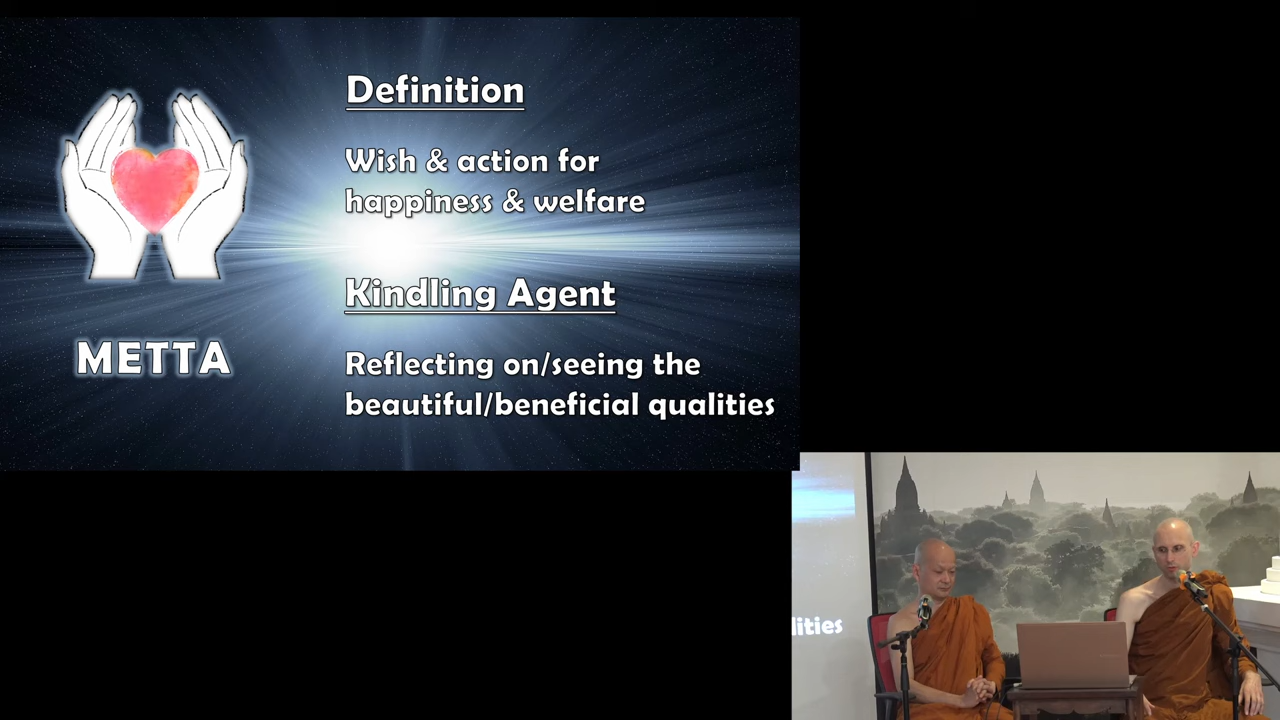 Definition
Wish & action for
happiness & welfare
Kindling Agent
METTA
Reflecting on/seeing the
beautiful/beneficial qualities
lities